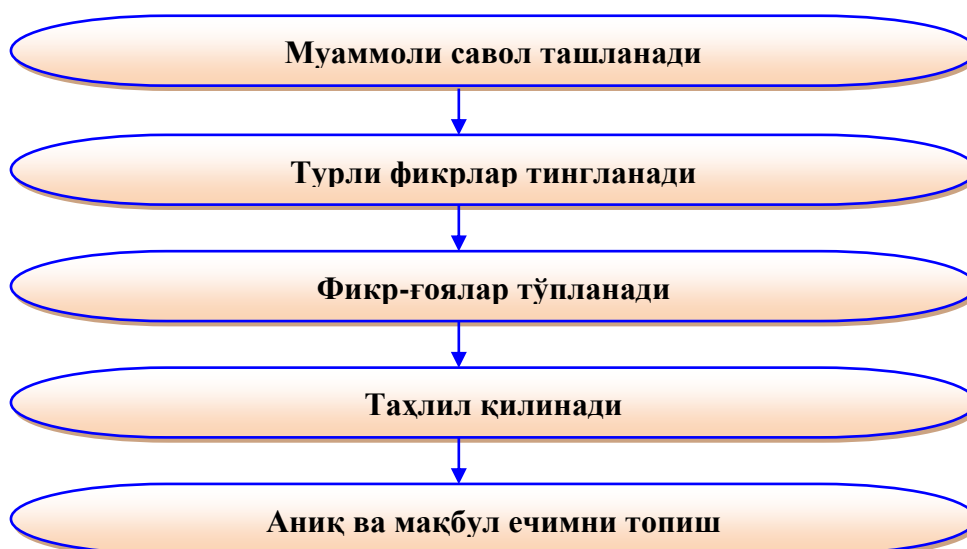 Муаммоли савол ташланади
Турли фикрлар тингланади
Фикр-ғоялар тўпланади
Таҳлил қилинади
Аниқ ва мақбул ечимни топиш